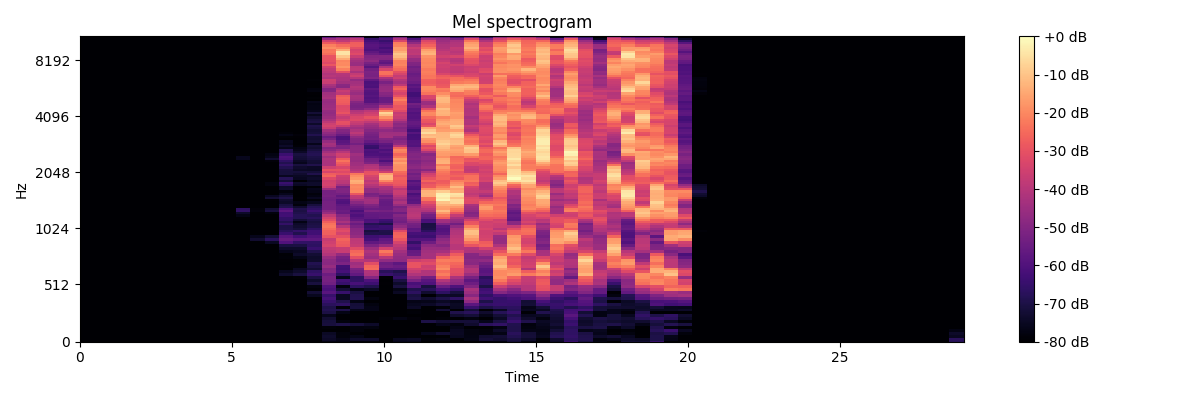 Mel spectrogram
Hz
8192
4096
2048
1024
512
0
0 5 10 15 20 25
Time
+0 dB
-10 dB
-20 dB
-30 dB
-40 dB
-50 dB
-60 dB
-70 dB
-80 dB